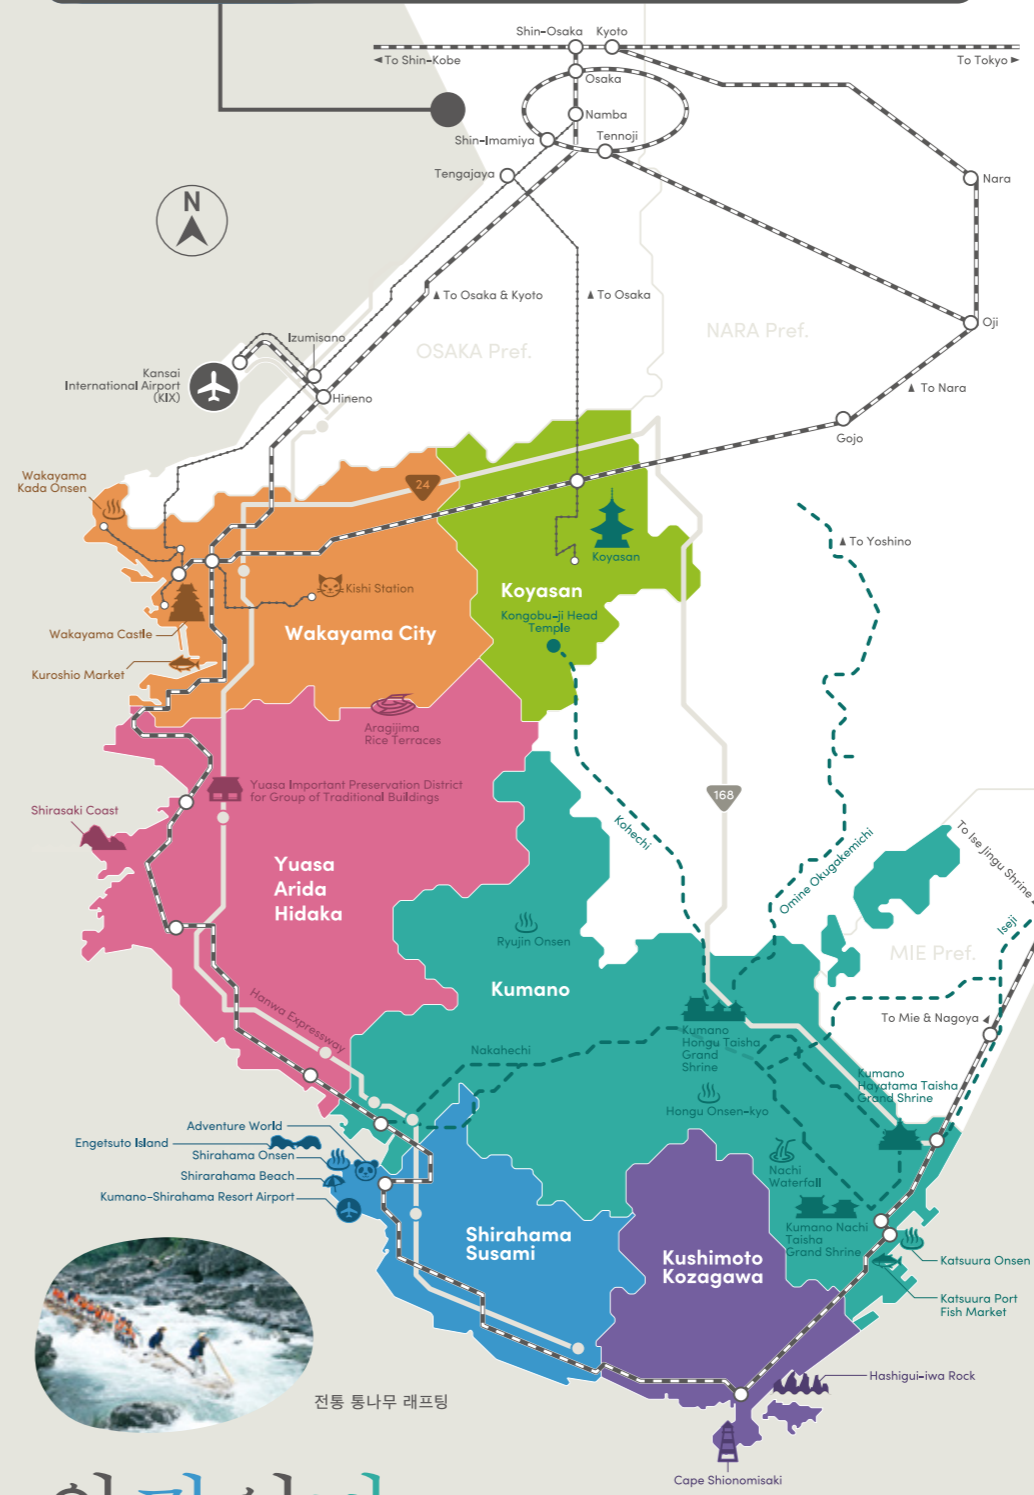 Shin-Osaka
Kyoto
To Shin-Kobe
To Tokyo
Osaka
Namba
Shin-Imamiya
Tennoji
Tengajaya
Nara
N
To Osaka & Kyoto
To Osaka
OSAKA Pref.
NARA Pref.
Oji
Izumisano
Kansai
International Airport
(KIX)
Hineno
To Nara
Gojo
Wakayama
Kada Onsen
24
Koyasan
To Yoshino
Kishi Station
Koyasan
Kongobu-ji Head
Temple
Wakayama City
Wakayama Castle
Kuroshio Market
Aragijima
Rice Terraces
Yuasa Important Preservation District
for Group of Traditional Buildings
168
Shirasaki Coast
Kohechi
Omine Okugakemichi
To Ise Jingu Shrine
Yuasa
Arida
Hidaka
Ryujin Onsen
Iseji
MIE Pref.
Kumano
Hanwa Expressway
To Mie & Nagoya
Kumano
Hongu Taisha
Grand
Shrine
Nakahechi
Kumano
Hayatama Taisha
Grand Shrine
Hongu Onsen-kyo
Adventure World
Engetsuto Island
Shirahama Onsen
Shirarahama Beach
Kumano-Shirahama Resort Airport
Nachi
Waterfall
Kumano Nachi
Taisha
Grand Shrine
Shirahama
Susami
Kushimoto
Kozagawa
Katsuura Onsen
Katsuura Port
Fish Market
Hashigui-iwa Rock
전통 통나무 래프팅
Cape Shionomisaki